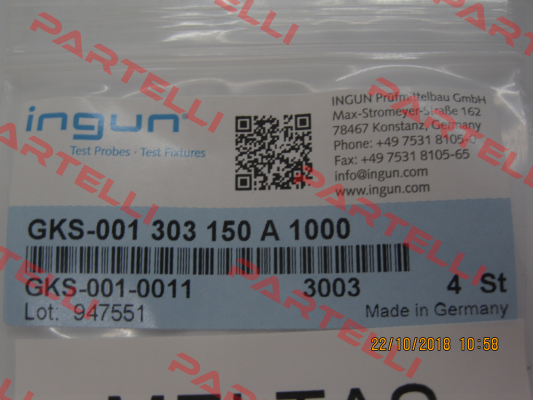 ingun®
Test Probes · Test Fixtures
INGUN Prüfmittelbau GmbH
Max-Stromeyer-Straße 162
78467 Konstanz, Germany
Phone: +49 7531 8105-0
Fax: +49 7531 8105-65
info@ingun.com
www.ingun.com
GKS-001 303 150 A 1000
GKS-001-0011 3003 4 St
Lot: 947551 Made in Germany
22/10/2018 10:58
PARTELLI
PARTELLI
PARTELLI
PARTELLI
PARTELLI